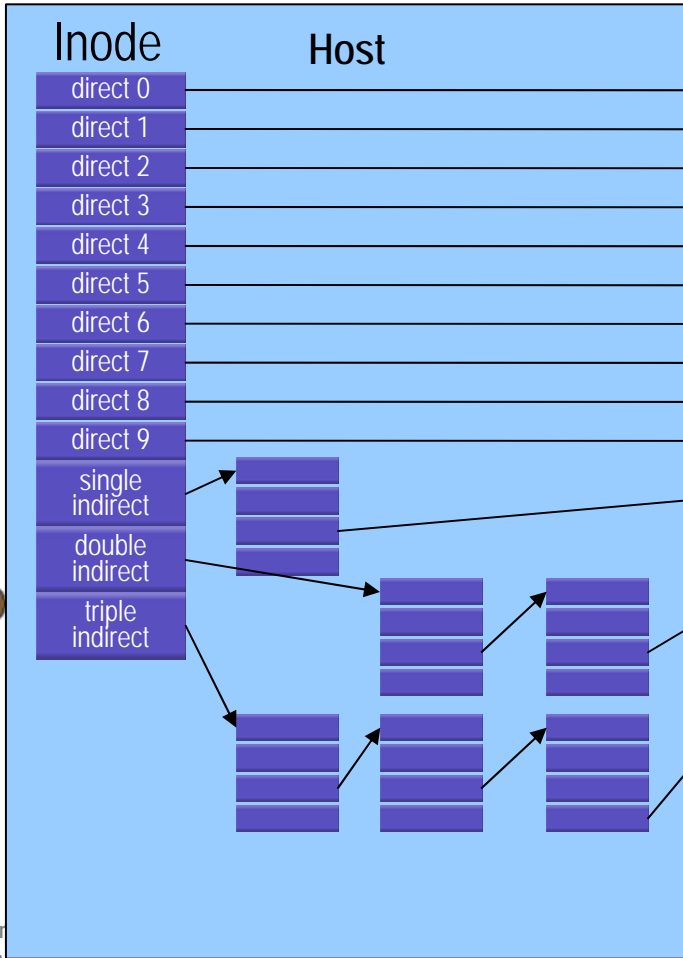 Inode
Host
direct 0
direct 1
direct 2
direct 3
direct 4
direct 5
direct 6
direct 7
direct 8
direct 9
single
indirect
double
indirect
triple
indirect